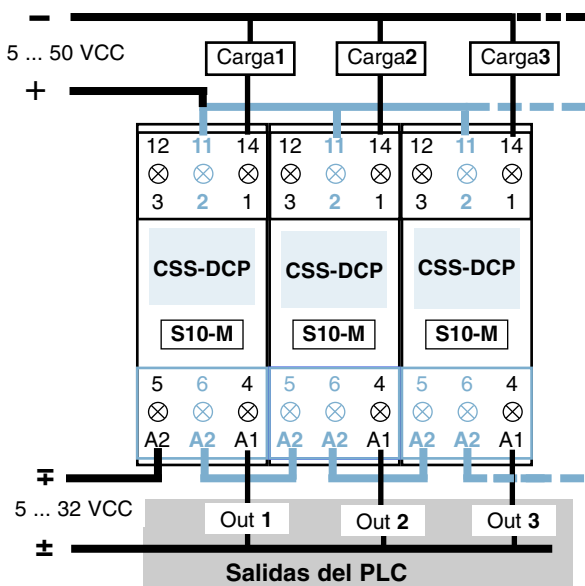 −
5 ... 50 VCC
+
Carga1 Carga2 Carga3
12 11 14 12 11 14 12 11 14
3 2 1 3 2 1 3 2 1
CSS-DCP CSS-DCP CSS-DCP
S10-M S10-M S10-M
5 6 4 5 6 4 5 6 4
A2 A2 A1 A2 A2 A1 A2 A2 A1
∓
5 ... 32 VCC
Out 1 Out 2 Out 3
±
Salidas del PLC